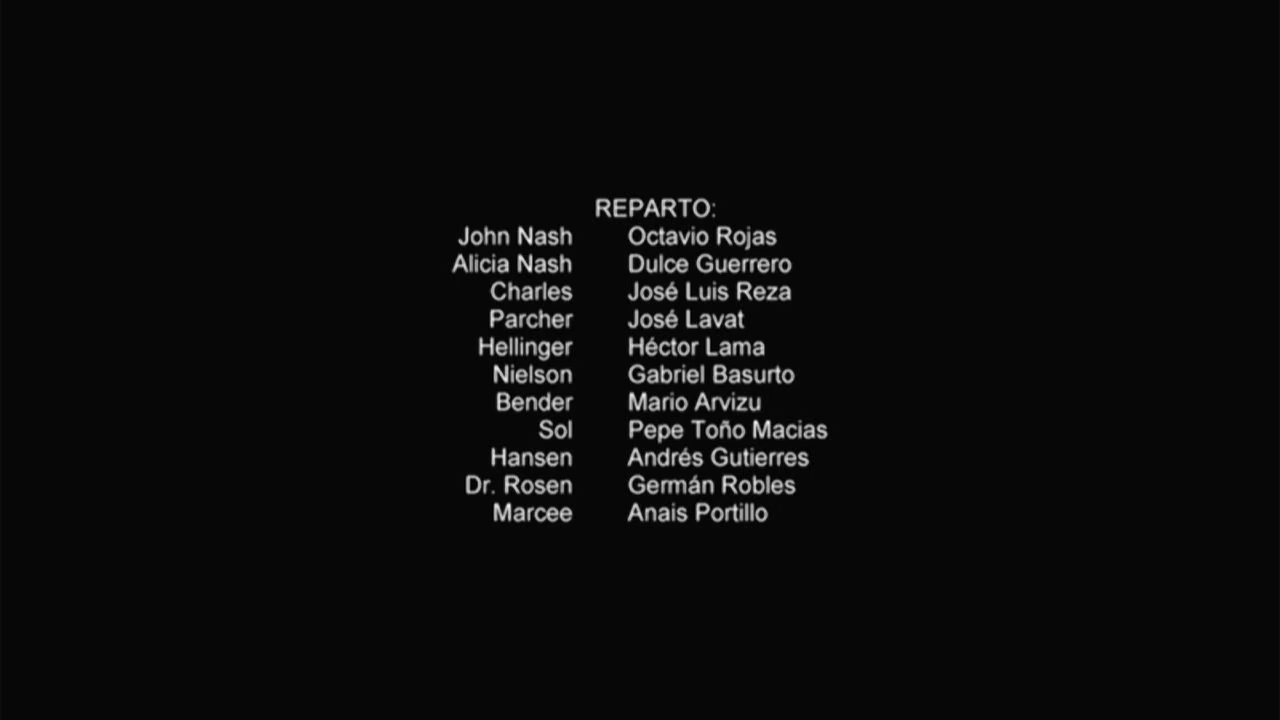 REPARTO:
John Nash Octavio Rojas
Alicia Nash Dulce Guerrero
Charles José Luis Reza
Parcher José Lavat
Hellinger Héctor Lama
Nielson Gabriel Basurto
Bender Mario Arvizu
Sol Pepe Toño Macias
Hansen Andrés Gutierres
Dr. Rosen Germán Robles
Marcee Anais Portillo